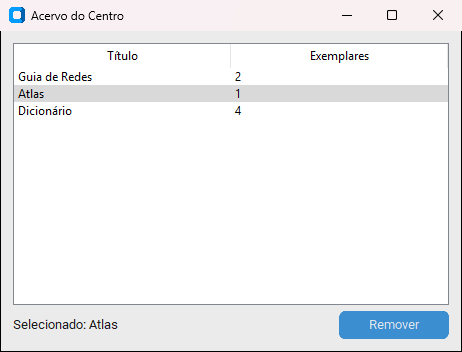 Acervo do Centro
Título Exemplares
Guia de Redes 2
Atlas 1
Dicionário 4
Selecionado: Atlas Remover